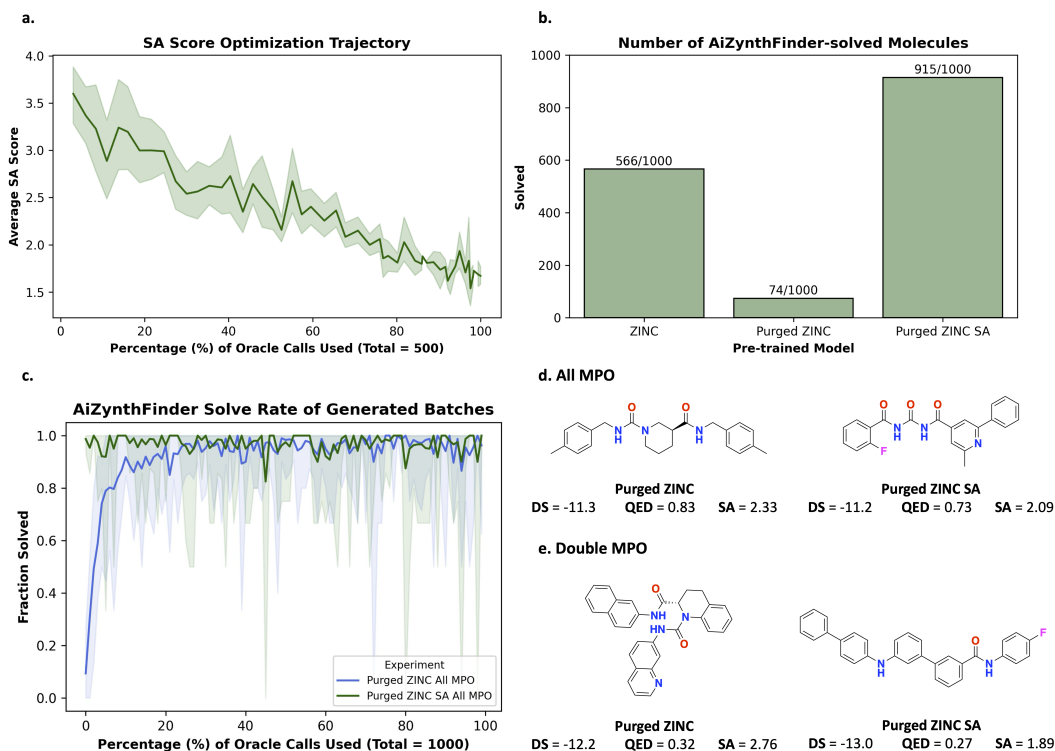 a.
SA Score Optimization Trajectory
Average SA Score
4.0
3.5
3.0
2.5
2.0
1.5
0
20
40
60
80
100
Percentage (%) of Oracle Calls Used (Total = 500)
b.
Number of AiZynthFinder-solved Molecules
Solved
1000
800
600
400
200
0
566/1000
74/1000
915/1000
ZINC
Purged ZINC
Purged ZINC SA
Pre-trained Model
c.
AiZynthFinder Solve Rate of Generated Batches
Fraction Solved
1.0
0.8
0.6
0.4
0.2
0.0
Experiment
Purged ZINC All MPO
Purged ZINC SA All MPO
0
20
40
60
80
100
Percentage (%) of Oracle Calls Used (Total = 1000)
d. All MPO
O
O
NH
N
NH
Purged ZINC
DS = -11.3 QED = 0.83 SA = 2.33
O
O
O
NH
NH
F
N
Purged ZINC SA
DS = -11.2 QED = 0.73 SA = 2.09
e. Double MPO
O
NH
N
HN
O
N
Purged ZINC
DS = -12.2 QED = 0.32 SA = 2.76
F
O
NH
NH
Purged ZINC SA
DS = -13.0 QED = 0.27 SA = 1.89